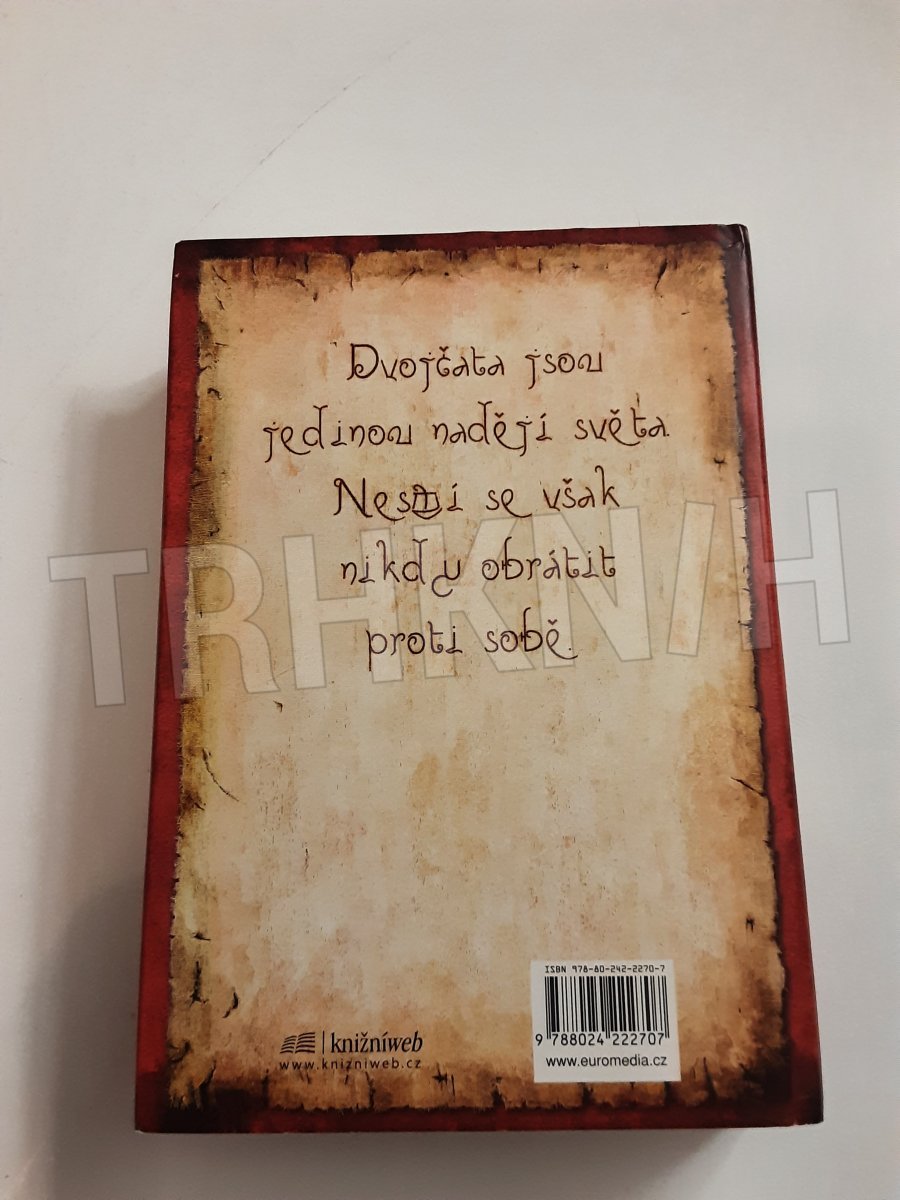 Dvojčata jsou
jedinou nadějí světa.
Nesmí se však
nikdy obrátit
proti sobě.
TRHKNIH
ISBN 978-80-242-2270-7
9 788024 222707
www.euromedia.cz
knižníweb
www.knizniweb.cz